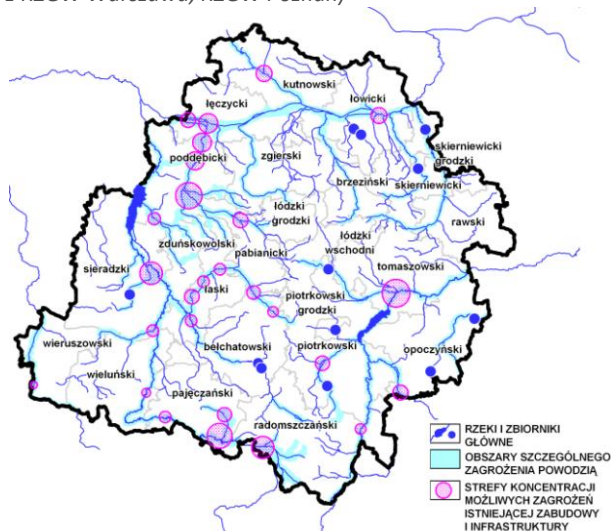 Z RZGW Warszawa, RZGW Poznań)
kutnowski
łęczycki
łowicki
skierniewicki
grodzki
poddębicki
zgierski
brzeziński
skierniewicki
łódzki
grodzki
rawski
zduńskowolski
łódzki
wschodni
pabianicki
sieradzki
tomaszowski
łaski
piotrkowski
grodzki
wieruszowski
bełchatowski
piotrkowski
opoczyński
wieluński
pajęczański
radomszczański
RZEKI I ZBIORNIKI
GŁÓWNE
OBSZARY SZCZEGÓLNEGO
ZAGROŻENIA POWODZIĄ
STREFY KONCENTRACJI
MOŻLIWYCH ZAGROŻEŃ
ISTNIEJĄCEJ ZABUDOWY
I INFRASTRUKTURY